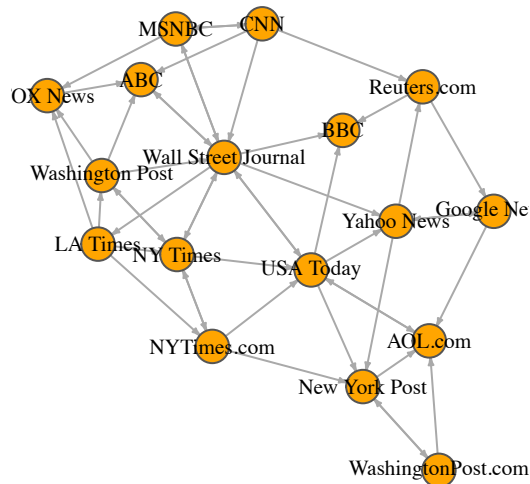 CNN
MSNBC
ABC
Reuters.com
OX News
BBC
Wall Street Journal
Washington Post
Google Ne
Yahoo News
LA Times
NY Times
USA Today
AOL.com
NYTimes.com
New York Post
WashingtonPost.com